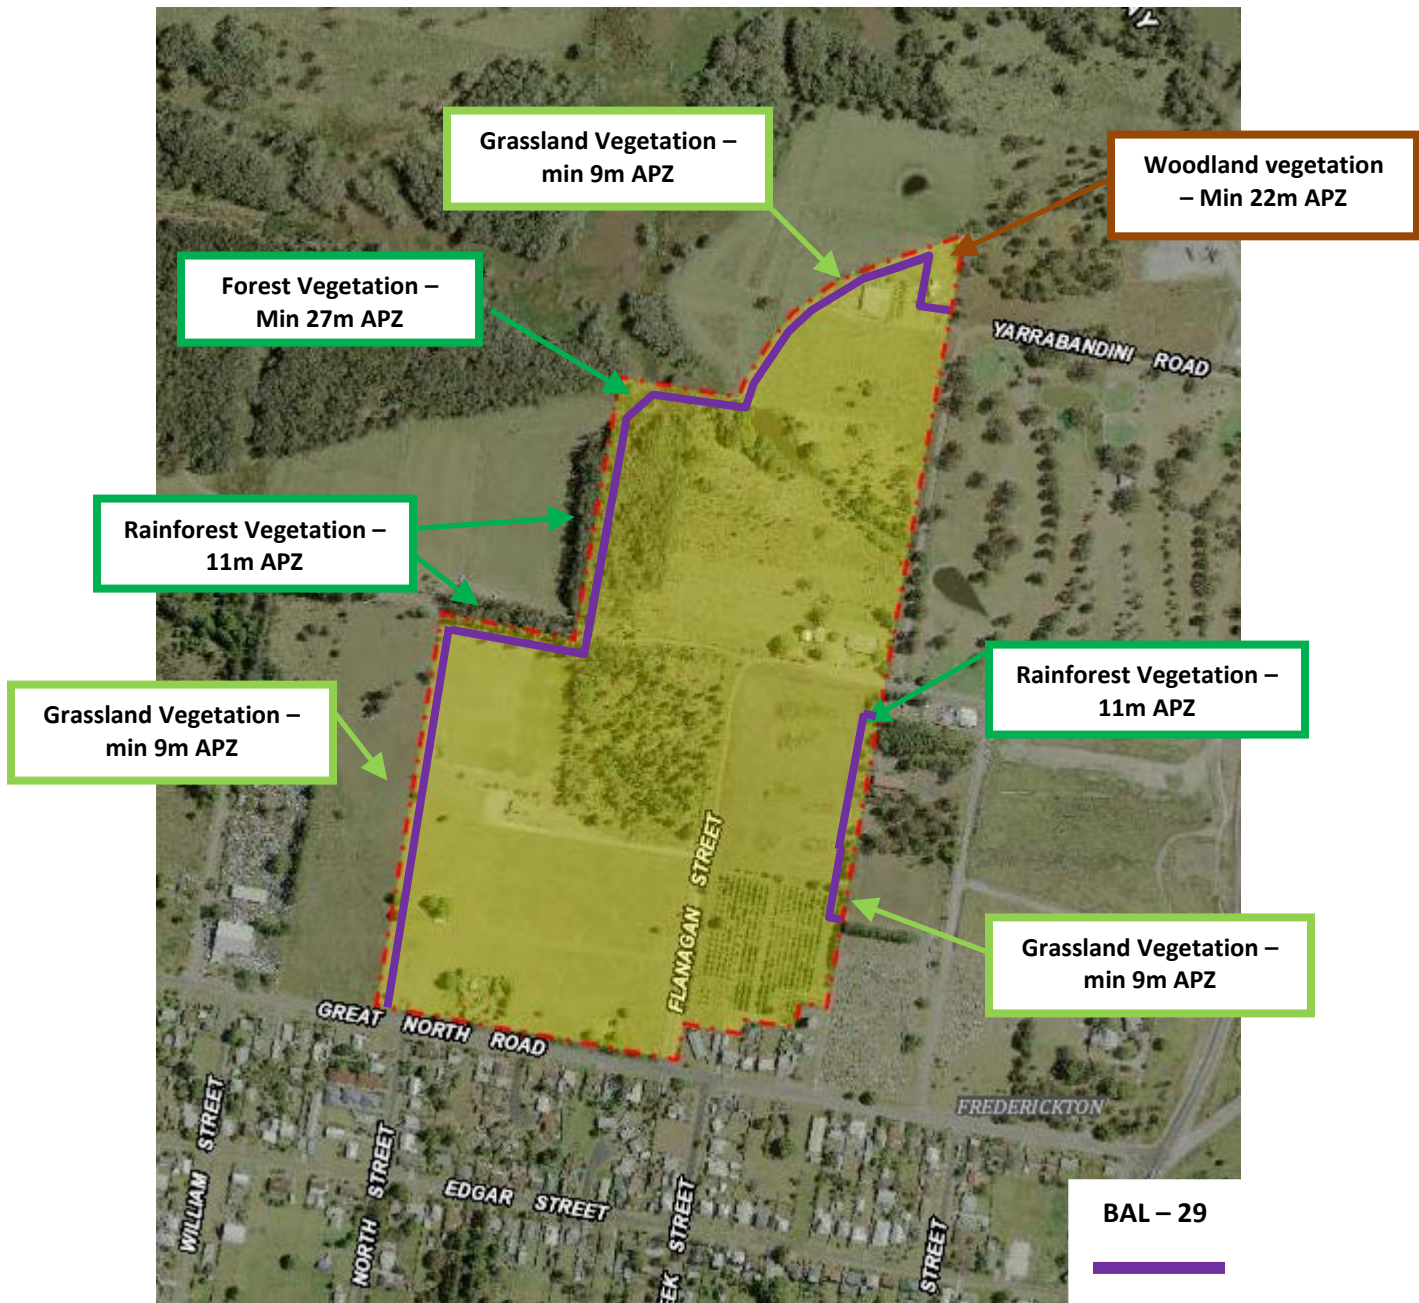 TY
Grassland Vegetation –
min 9m APZ
Woodland vegetation
– Min 22m APZ
Forest Vegetation –
Min 27m APZ
YARRABANDINI ROAD
Rainforest Vegetation –
11m APZ
Rainforest Vegetation –
11m APZ
Grassland Vegetation –
min 9m APZ
FLANAGAN STREET
Grassland Vegetation –
min 9m APZ
GREAT NORTH ROAD
FREDERICKTON
WILLIAM STREET
NORTH STREET
EDGAR STREET
EEK STREET
STREET
BAL – 29